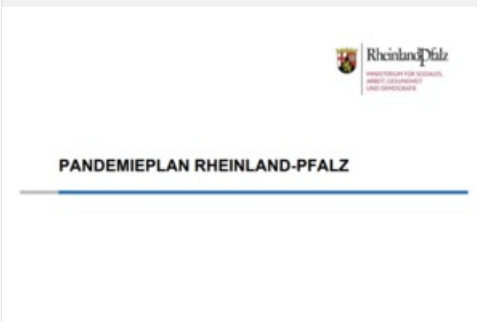 RheinlandPfalz
MINISTERIUM FÜR SOZIALES,
ARBEIT, GESUNDHEIT
UND DEMOGRAFIE
PANDEMIEPLAN RHEINLAND-PFALZ